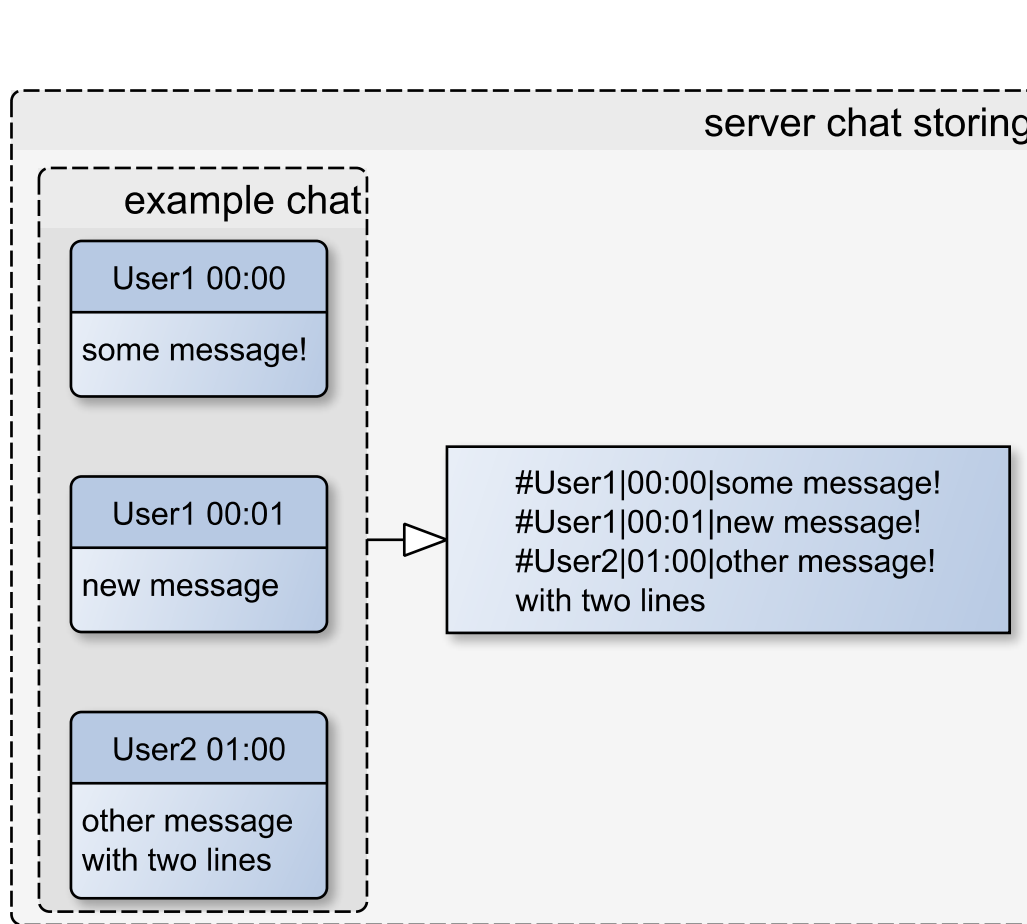 server chat storing
example chat
User1 00:00
some message!
User1 00:01
new message
User2 01:00
other message
with two lines
#User1|00:00|some message!
#User1|00:01|new message!
#User2|01:00|other message!
with two lines